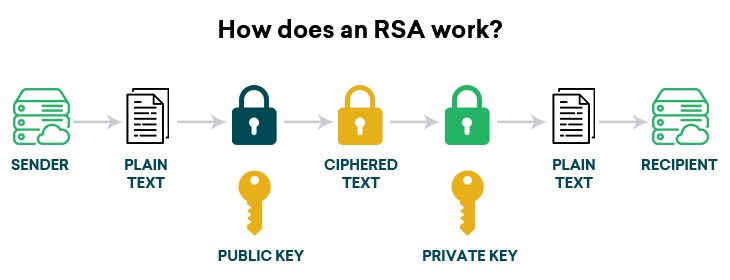 How does an RSA work?
SENDER
PLAIN
TEXT
CIPHERED
TEXT
PLAIN
TEXT
RECIPIENT
PUBLIC KEY
PRIVATE KEY